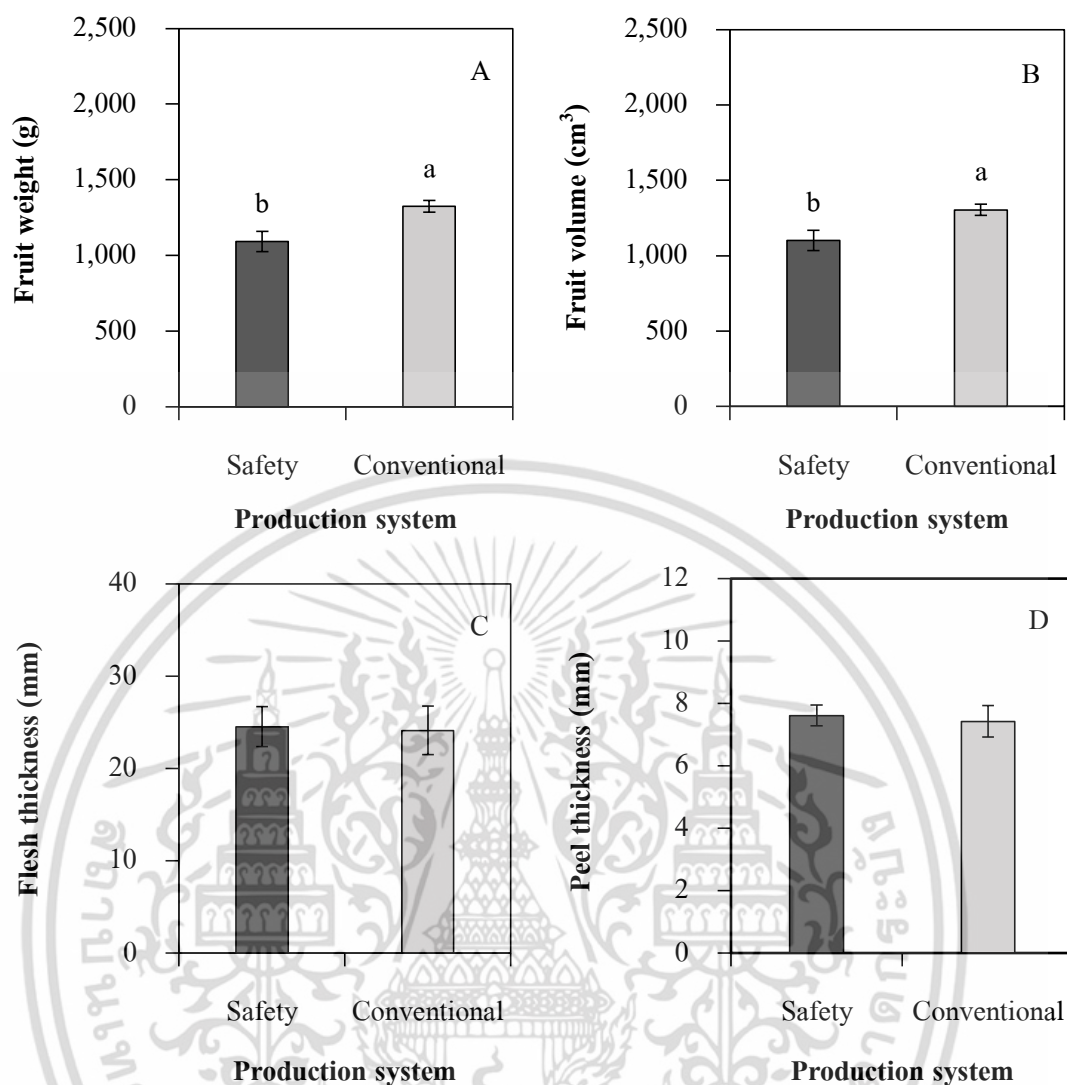 2,500
2,000
1,500
1,000
500
0
Fruit weight (g)
A
b
a
Safety
Conventional
Production system
2,500
2,000
1,500
1,000
500
0
Fruit volume (cm³)
B
b
a
Safety
Conventional
Production system
40
30
20
10
0
Flesh thickness (mm)
C
Safety
Conventional
Production system
12
10
8
6
4
2
0
Peel thickness (mm)
D
Safety
Conventional
Production system